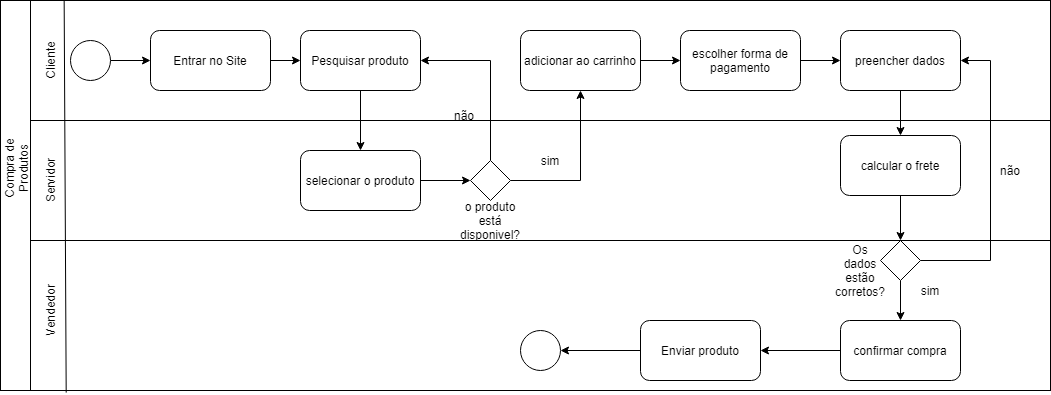 Compra de
Produtos
Cliente
Entrar no Site
Pesquisar produto
adicionar ao carrinho
escolher forma de
pagamento
preencher dados
não
Servidor
selecionar o produto
sim
o produto
está
disponivel?
calcular o frete
não
Vendedor
Os
dados
estão
corretos?
sim
Enviar produto
confirmar compra